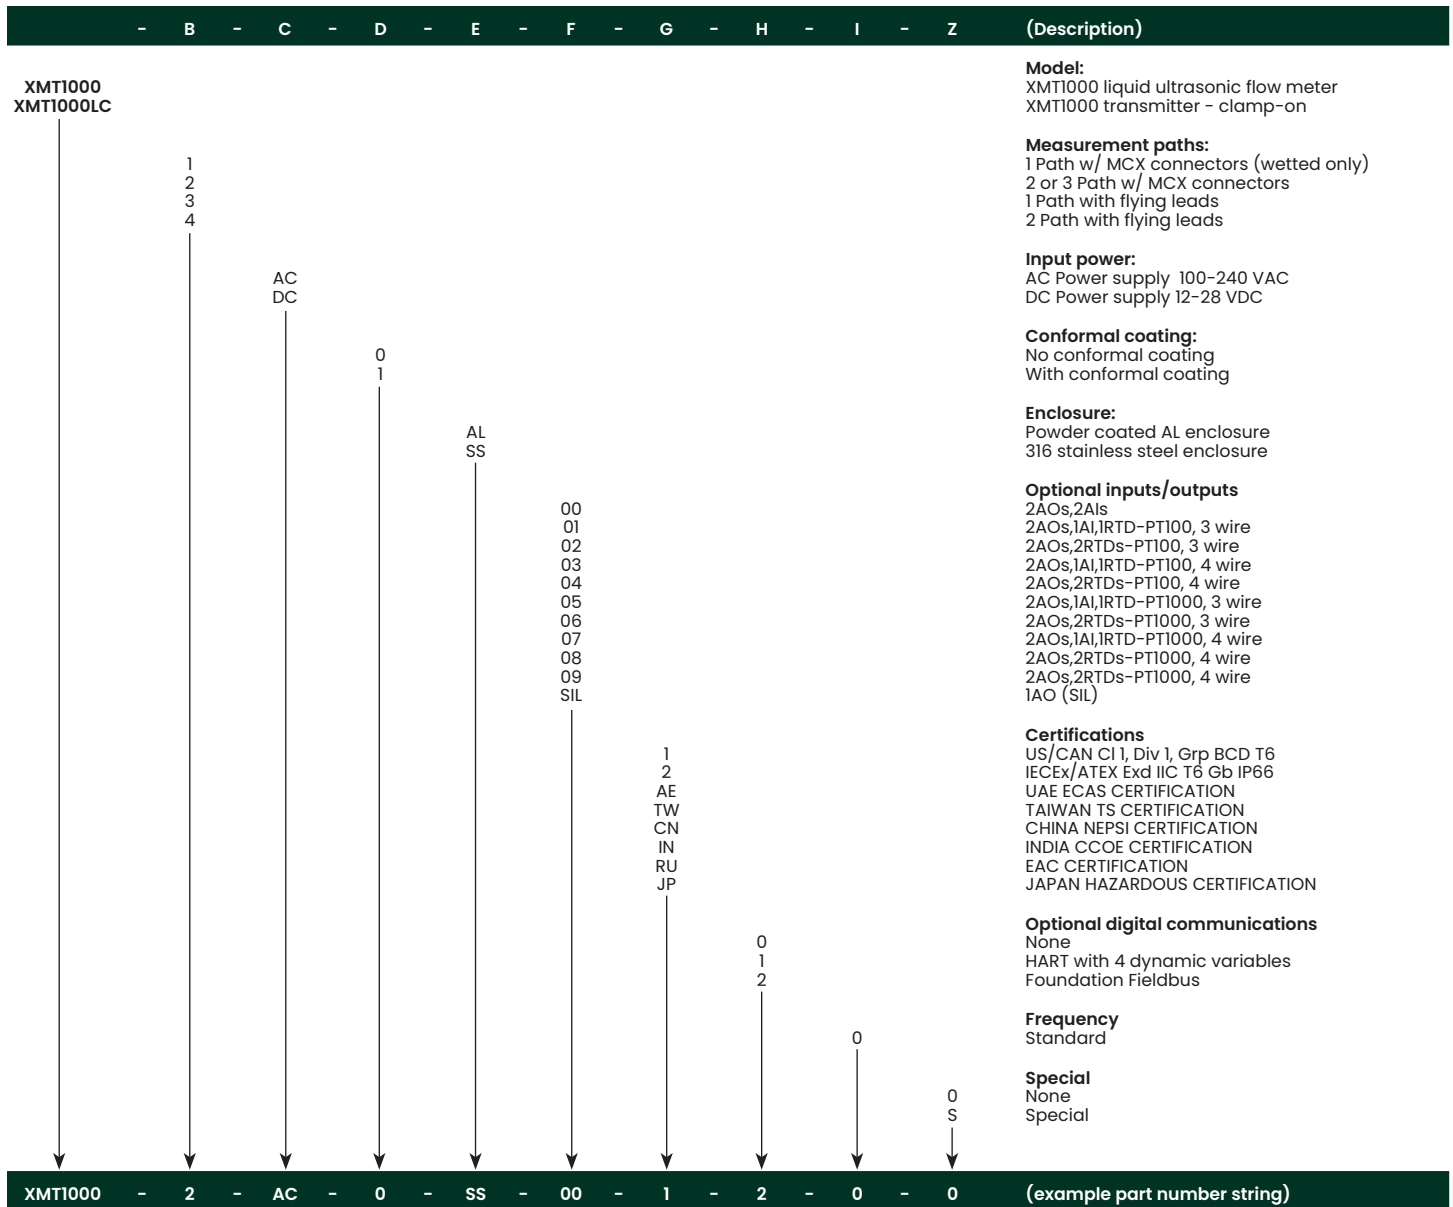 - B - C - D - E - F - G - H - I - Z (Description)
Model:
XMT1000 XMT1000 liquid ultrasonic flow meter
XMT1000LC XMT1000 transmitter - clamp-on
Measurement paths:
1 1 Path w/ MCX connectors (wetted only)
2 2 or 3 Path w/ MCX connectors
3 1 Path with flying leads
4 2 Path with flying leads
Input power:
AC AC Power supply 100-240 VAC
DC DC Power supply 12-28 VDC
Conformal coating:
0 No conformal coating
1 With conformal coating
Enclosure:
AL Powder coated AL enclosure
SS 316 stainless steel enclosure
Optional inputs/outputs
00 2AOs,2AIs
01 2AOs,1AI,1RTD-PT100, 3 wire
02 2AOs,2RTDs-PT100, 3 wire
03 2AOs,1AI,1RTD-PT100, 4 wire
04 2AOs,2RTDs-PT100, 4 wire
05 2AOs,1AI,1RTD-PT1000, 3 wire
06 2AOs,2RTDs-PT1000, 3 wire
07 2AOs,1AI,1RTD-PT1000, 4 wire
08 2AOs,2RTDs-PT1000, 4 wire
09 2AOs,2RTDs-PT1000, 4 wire
SIL 1AO (SIL)
Certifications
1 US/CAN Cl 1, Div 1, Grp BCD T6
2 IECEx/ATEX Exd IIC T6 Gb IP66
AE UAE ECAS CERTIFICATION
TW TAIWAN TS CERTIFICATION
CN CHINA NEPSI CERTIFICATION
IN INDIA CCOE CERTIFICATION
RU EAC CERTIFICATION
JP JAPAN HAZARDOUS CERTIFICATION
Optional digital communications
0 None
1 HART with 4 dynamic variables
2 Foundation Fieldbus
Frequency
0 Standard
Special
0 None
S Special
XMT1000 - 2 - AC - 0 - SS - 00 - 1 - 2 - 0 - 0 (example part number string)